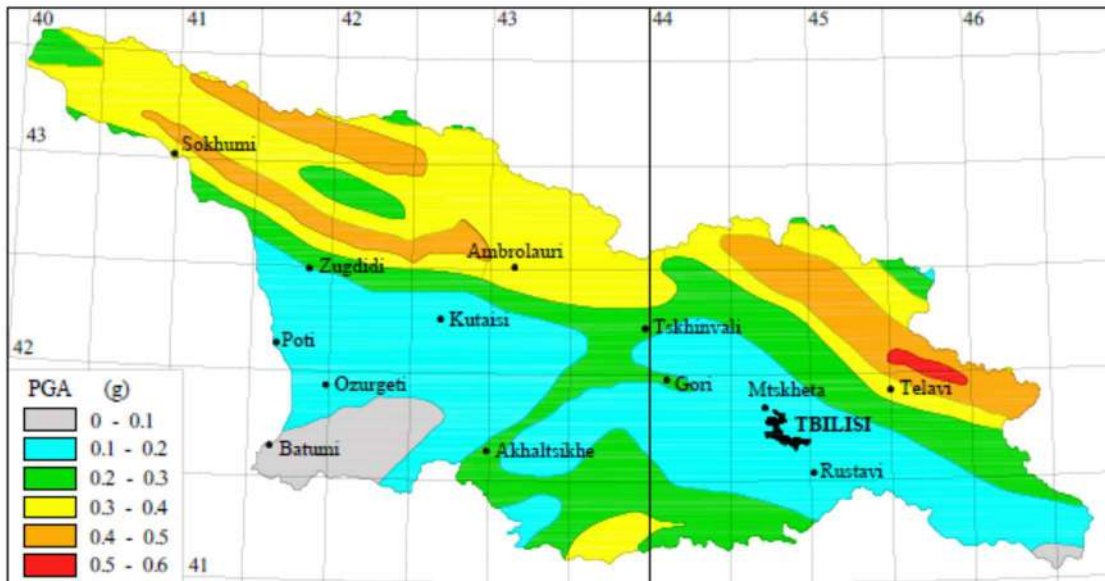 40 41 42 43 44 45 46
43
Sokhumi
Ambrolauri
Zugdidi
Kutaisi
Tskhinvali
Poti
42
PGA (g)
Ozurgeti
Gori
Mtskheta
Telavi
0 - 0.1
TBILISI
0.1 - 0.2
Batumi
Akhaltsikhe
0.2 - 0.3
Rustavi
0.3 - 0.4
0.4 - 0.5
0.5 - 0.6
41